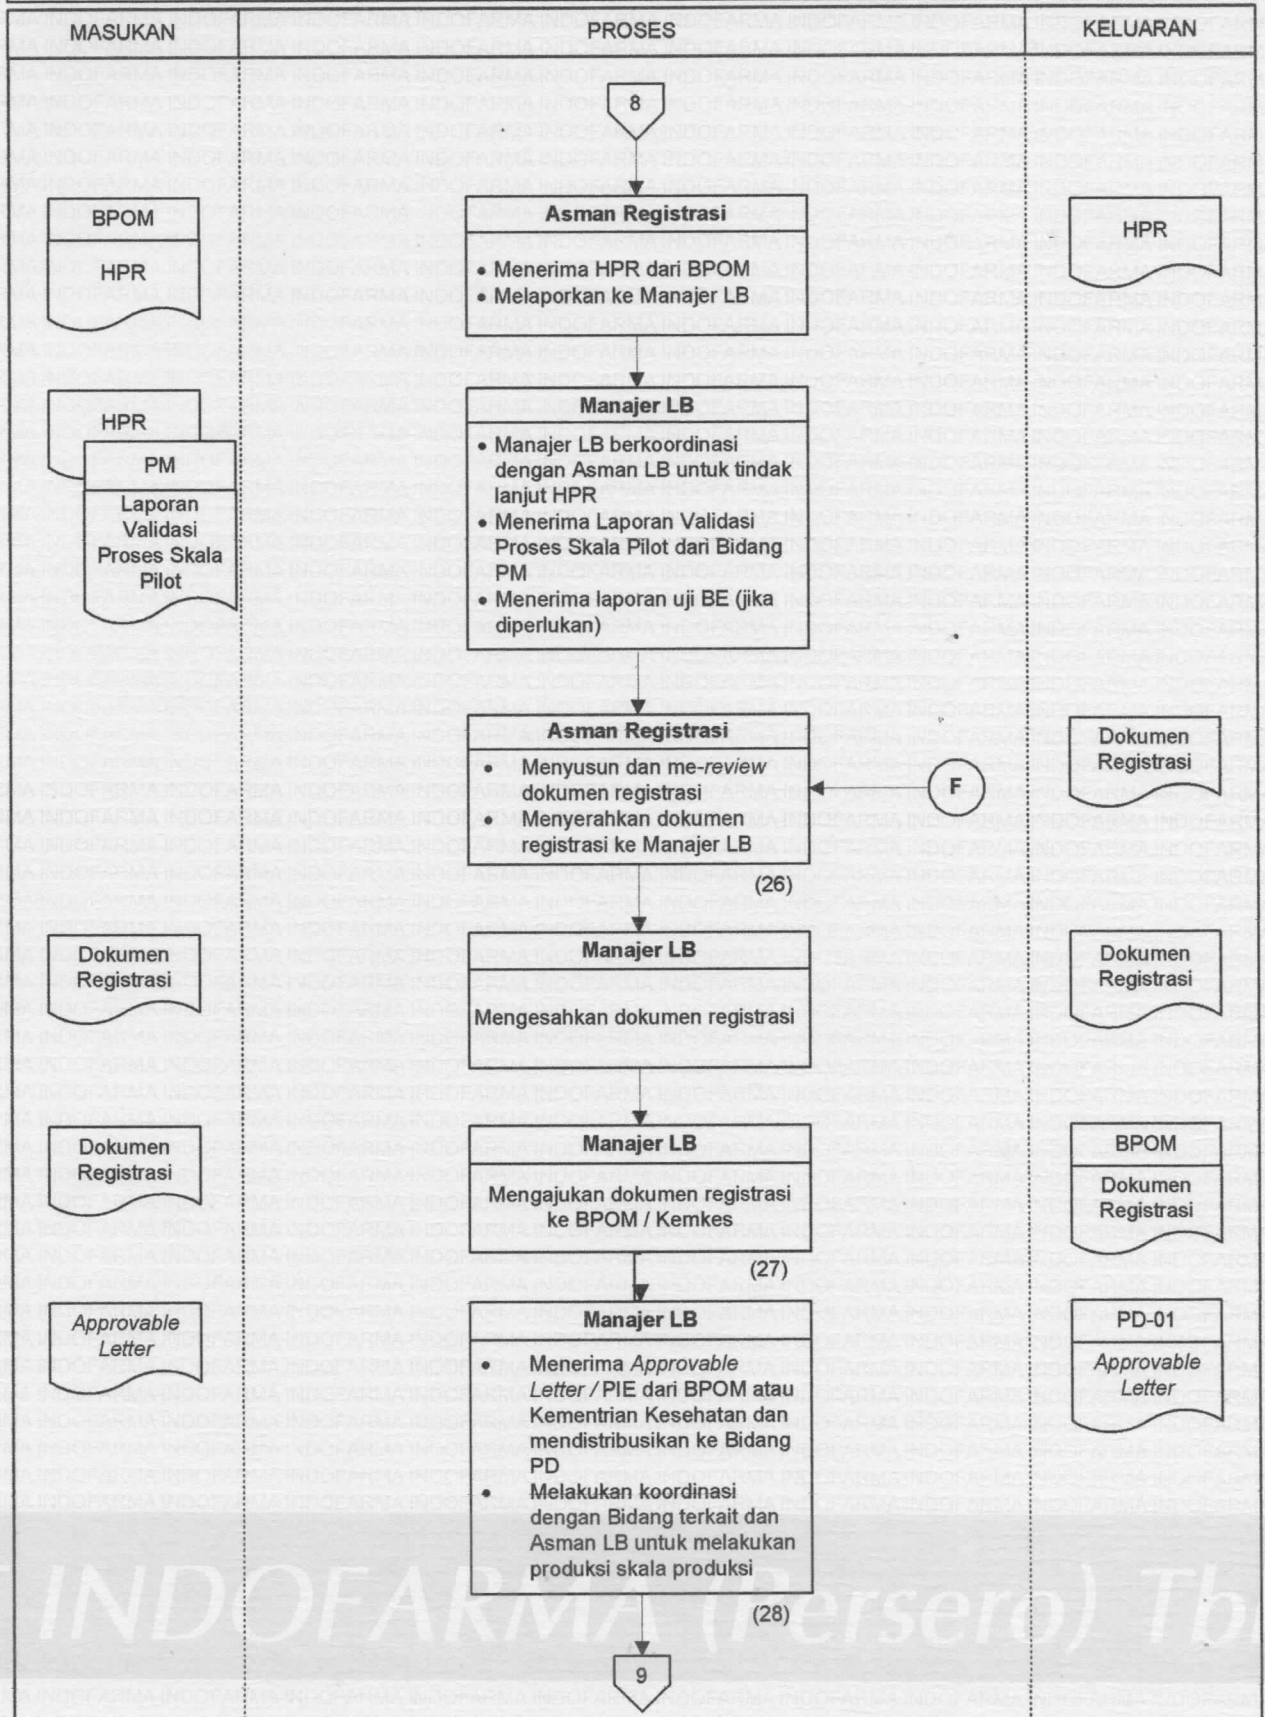 MASUKAN
PROSES
KELUARAN
8
BPOM
HPR
Asman Registrasi
• Menerima HPR dari BPOM
• Melaporkan ke Manajer LB
HPR
HPR
PM
Laporan
Validasi
Proses Skala
Pilot
Manajer LB
• Manajer LB berkoordinasi
dengan Asman LB untuk tindak
lanjut HPR
• Menerima Laporan Validasi
Proses Skala Pilot dari Bidang
PM
• Menerima laporan uji BE (jika
diperlukan)
Asman Registrasi
• Menyusun dan me-review
dokumen registrasi
• Menyerahkan dokumen
registrasi ke Manajer LB
F
Dokumen
Registrasi
(26)
Dokumen
Registrasi
Manajer LB
Mengesahkan dokumen registrasi
Dokumen
Registrasi
Dokumen
Registrasi
Manajer LB
Mengajukan dokumen registrasi
ke BPOM / Kemkes
BPOM
Dokumen
Registrasi
(27)
Approvable
Letter
Manajer LB
• Menerima Approvable
Letter / PIE dari BPOM atau
Kementrian Kesehatan dan
mendistribusikan ke Bidang
PD
• Melakukan koordinasi
dengan Bidang terkait dan
Asman LB untuk melakukan
produksi skala produksi
PD-01
Approvable
Letter
(28)
INDOFARMA (Persero) Tb
9